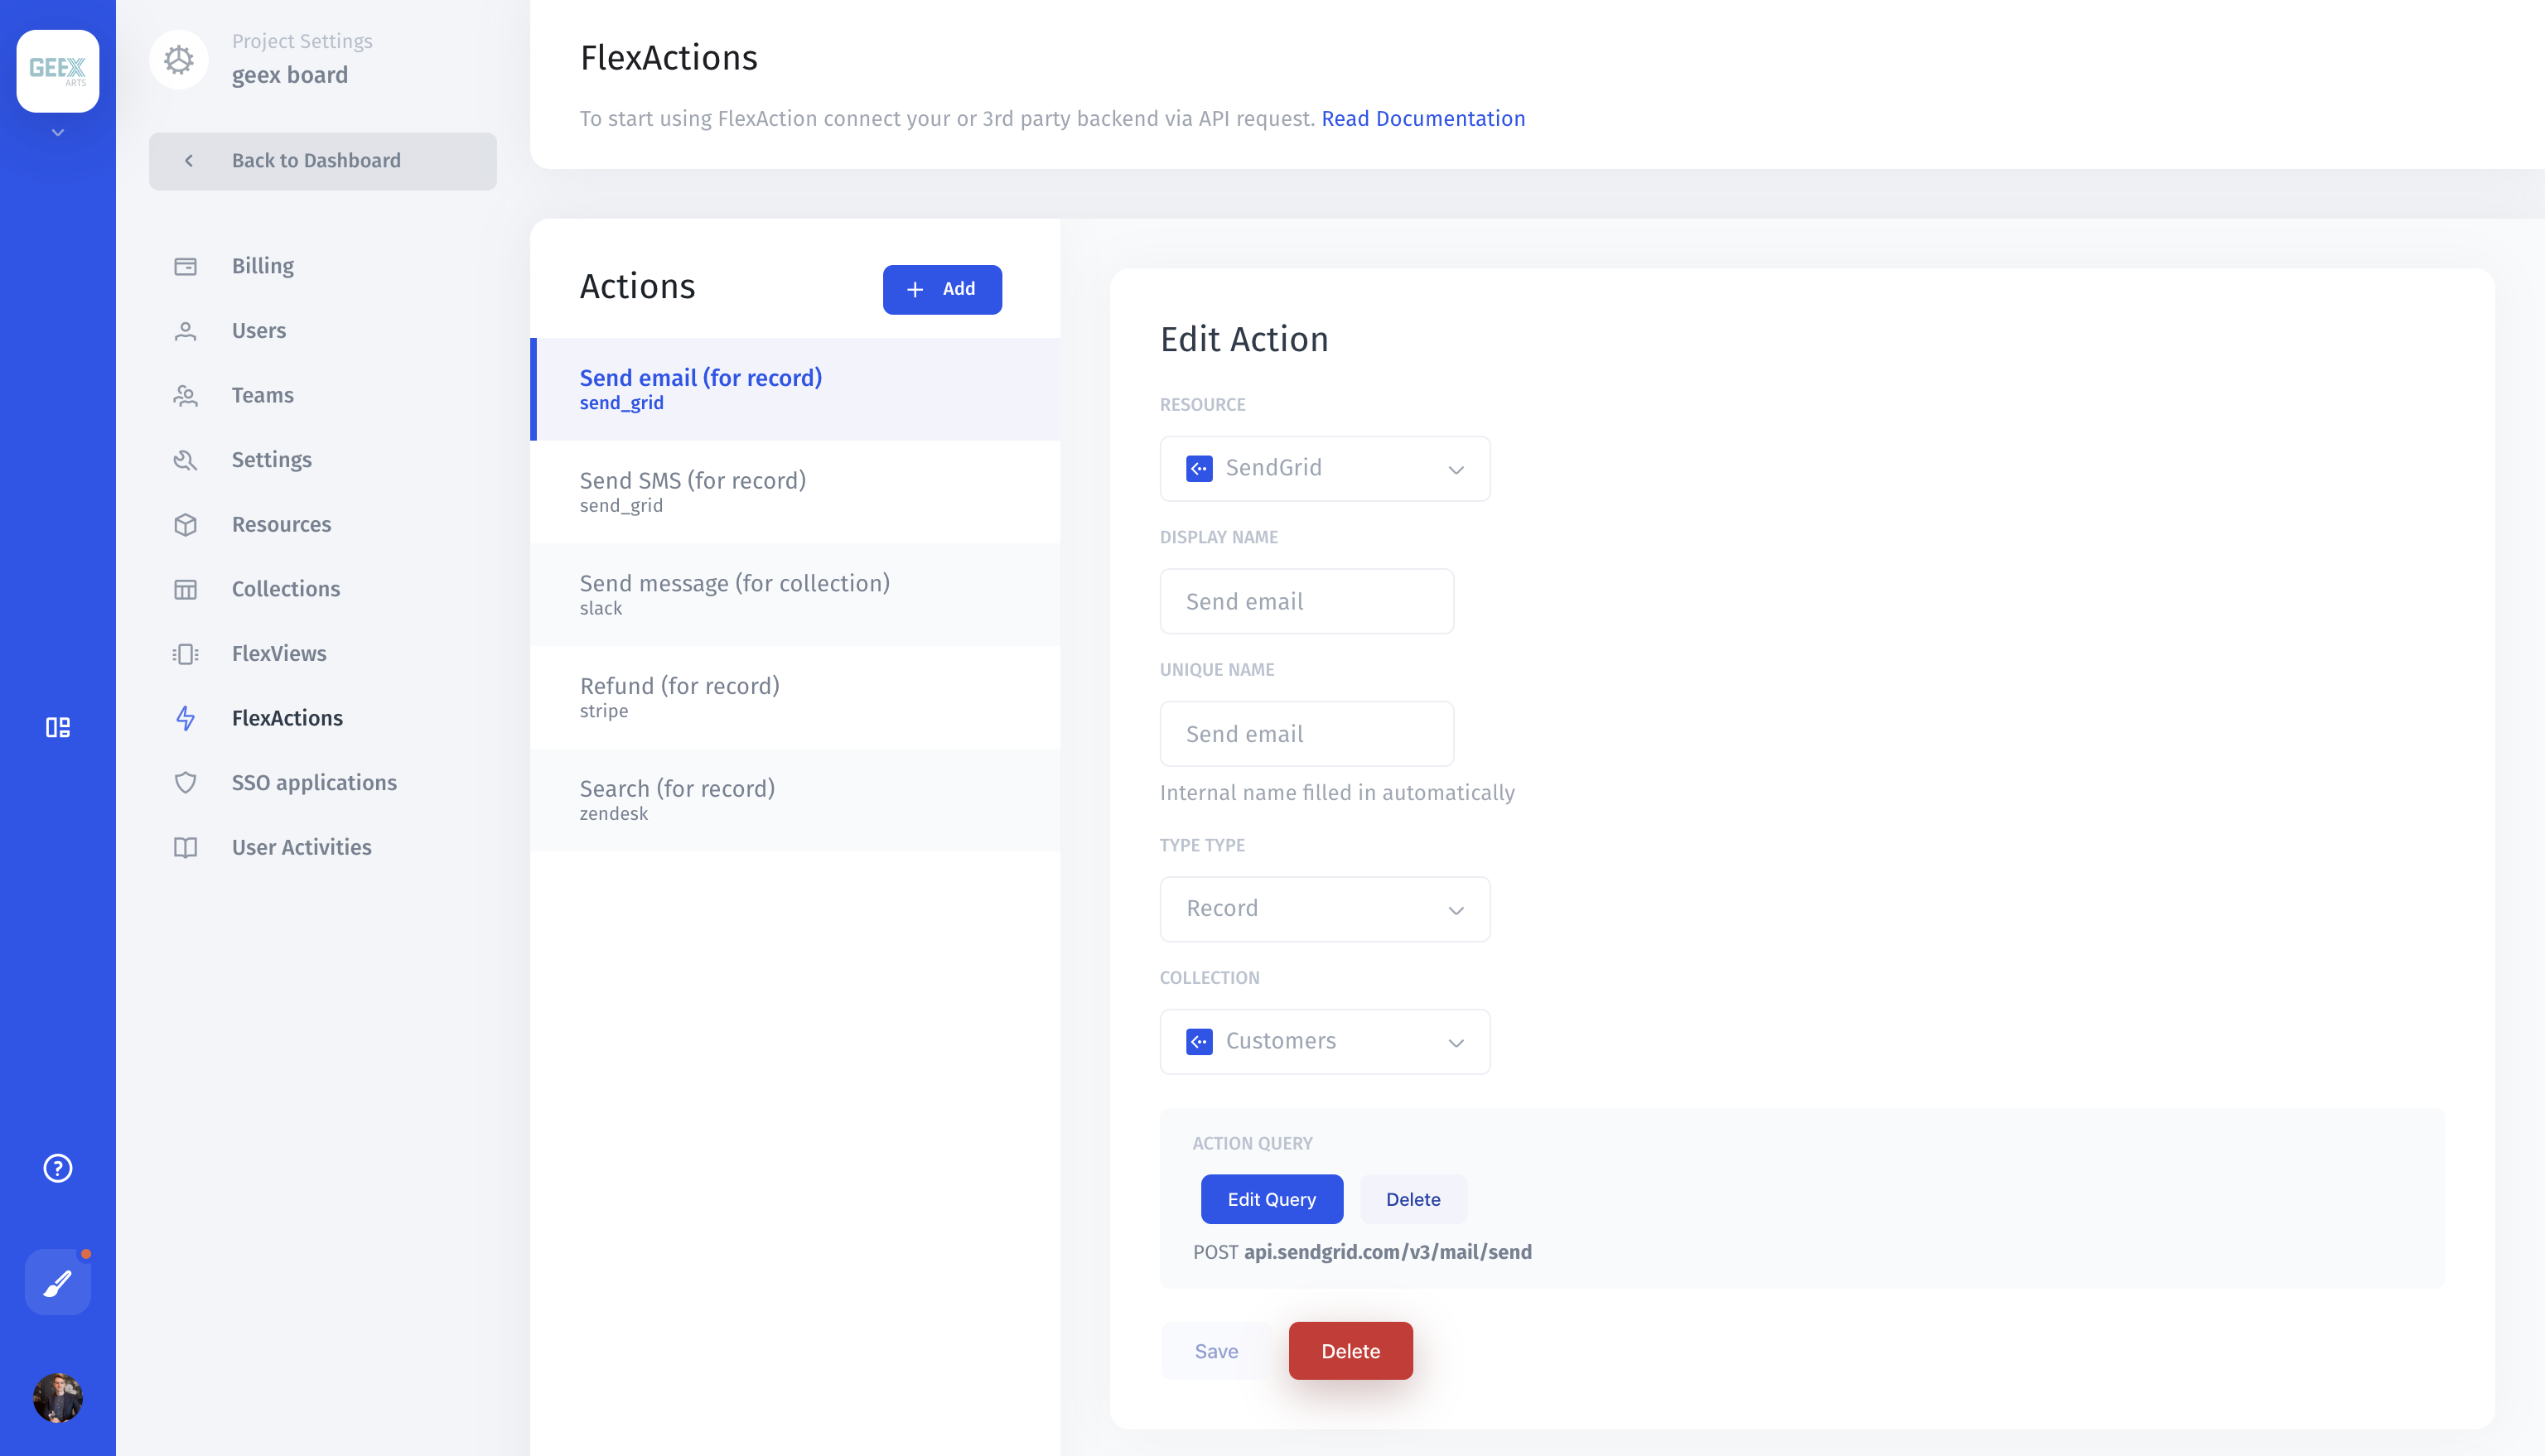 GEEX
ARTS
Project Settings
geex board
Back to Dashboard
Billing
Users
Teams
Settings
Resources
Collections
FlexViews
FlexActions
SSO applications
User Activities
FlexActions
To start using FlexAction connect your or 3rd party backend via API request. Read Documentation
Actions
Add
Send email (for record)
send_grid
Send SMS (for record)
send_grid
Send message (for collection)
slack
Refund (for record)
stripe
Search (for record)
zendesk
Edit Action
RESOURCE
SendGrid
DISPLAY NAME
Send email
UNIQUE NAME
Send email
Internal name filled in automatically
TYPE TYPE
Record
COLLECTION
Customers
ACTION QUERY
Edit Query Delete
POST api.sendgrid.com/v3/mail/send
Save Delete